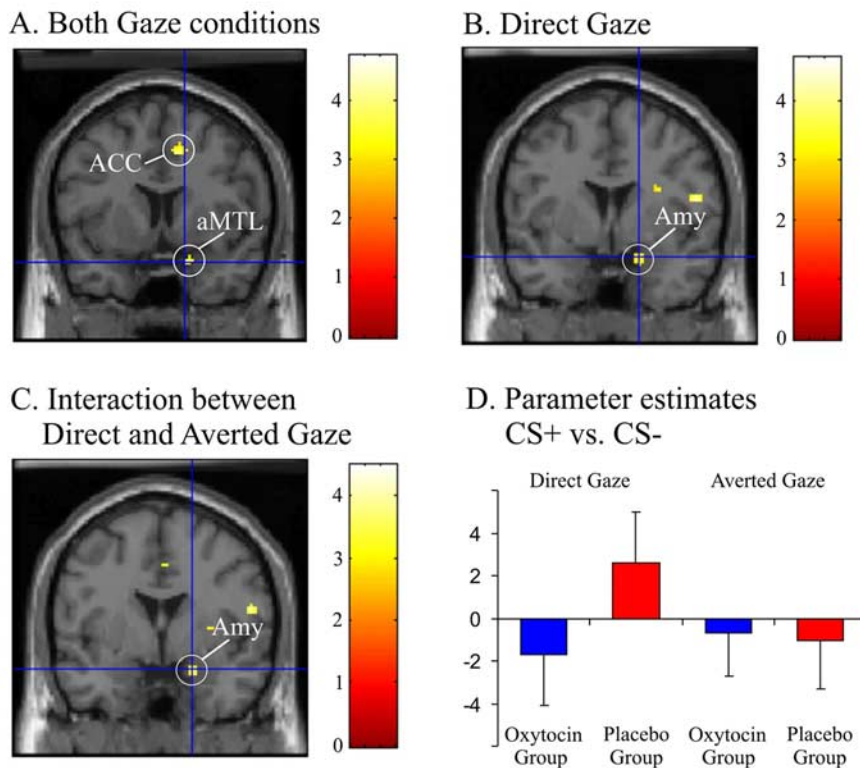 A. Both Gaze conditions
ACC
aMTL
4
3
2
1
0
B. Direct Gaze
Amy
4
3
2
1
0
C. Interaction between
Direct and Averted Gaze
Amy
4
3
2
1
0
D. Parameter estimates
CS+ vs. CS-
Direct Gaze Averted Gaze
4
2
0
-2
-4
Oxytocin Placebo Oxytocin Placebo
Group Group Group Group